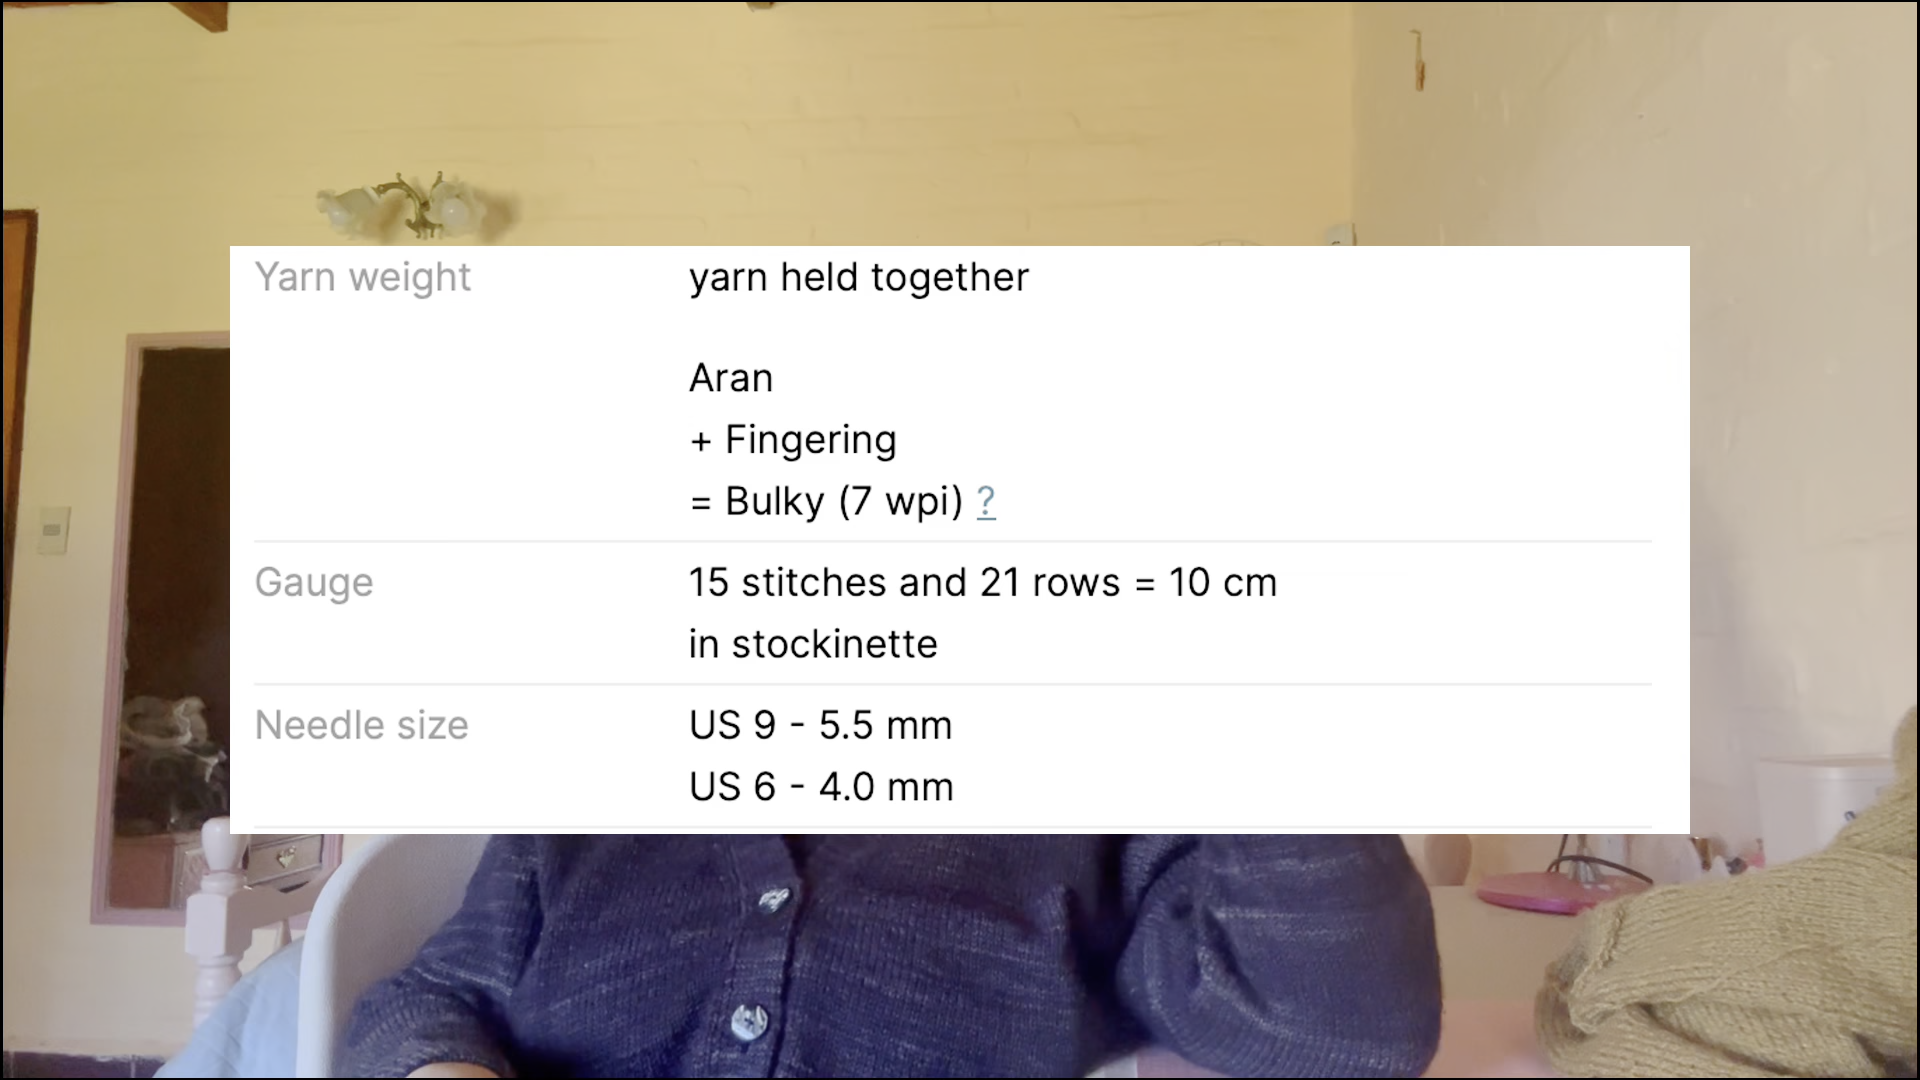 Yarn weight yarn held together
Aran
+ Fingering
= Bulky (7 wpi) ?
Gauge 15 stitches and 21 rows = 10 cm
in stockinette
Needle size US 9 - 5.5 mm
US 6 - 4.0 mm